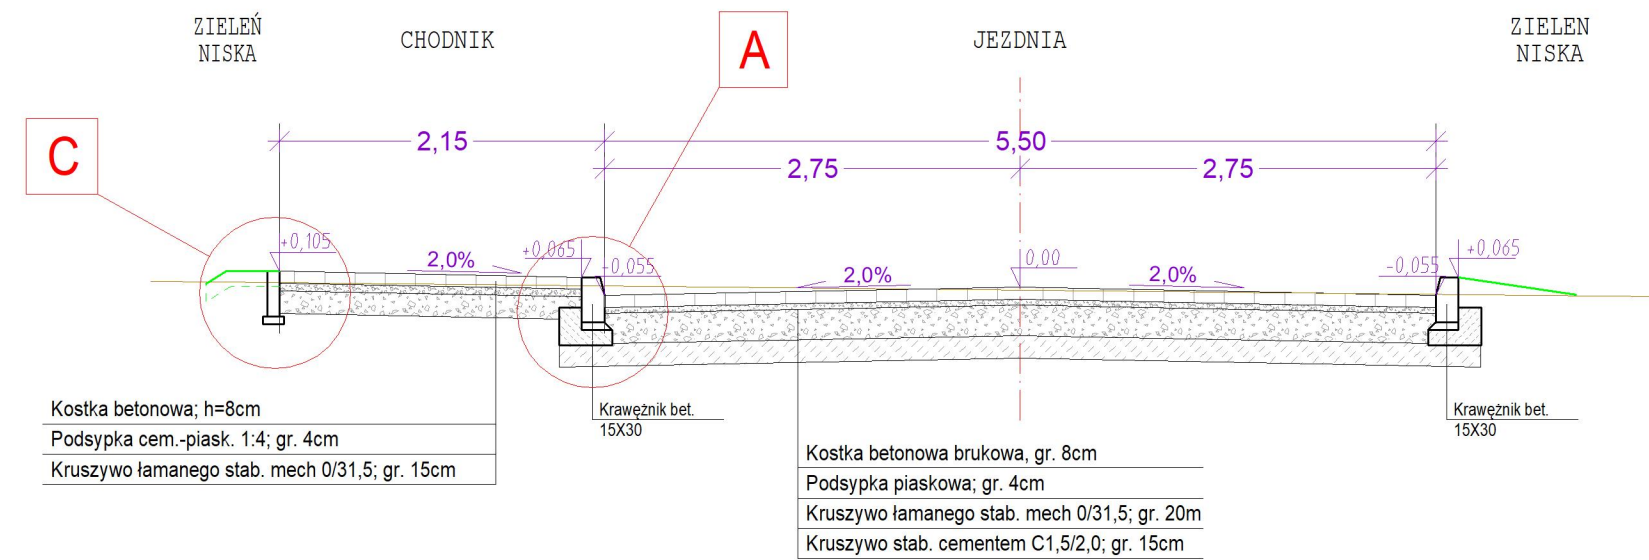 ZIELEŃ
NISKA
CHODNIK
A
JEZDNIA
ZIELEN
NISKA
C
2,15
5,50
2,75
2,75
+0,105
2,0%
+0,065
-0,055
2,0%
0,00
2,0%
-0,055
+0,065
Kostka betonowa; h=8cm
Podsypka cem.-piask. 1:4; gr. 4cm
Kruszywo łamanego stab. mech 0/31,5; gr. 15cm
Krawężnik bet.
15X30
Kostka betonowa brukowa, gr. 8cm
Podsypka piaskowa; gr. 4cm
Kruszywo łamanego stab. mech 0/31,5; gr. 20m
Kruszywo stab. cementem C1,5/2,0; gr. 15cm
Krawężnik bet.
15X30